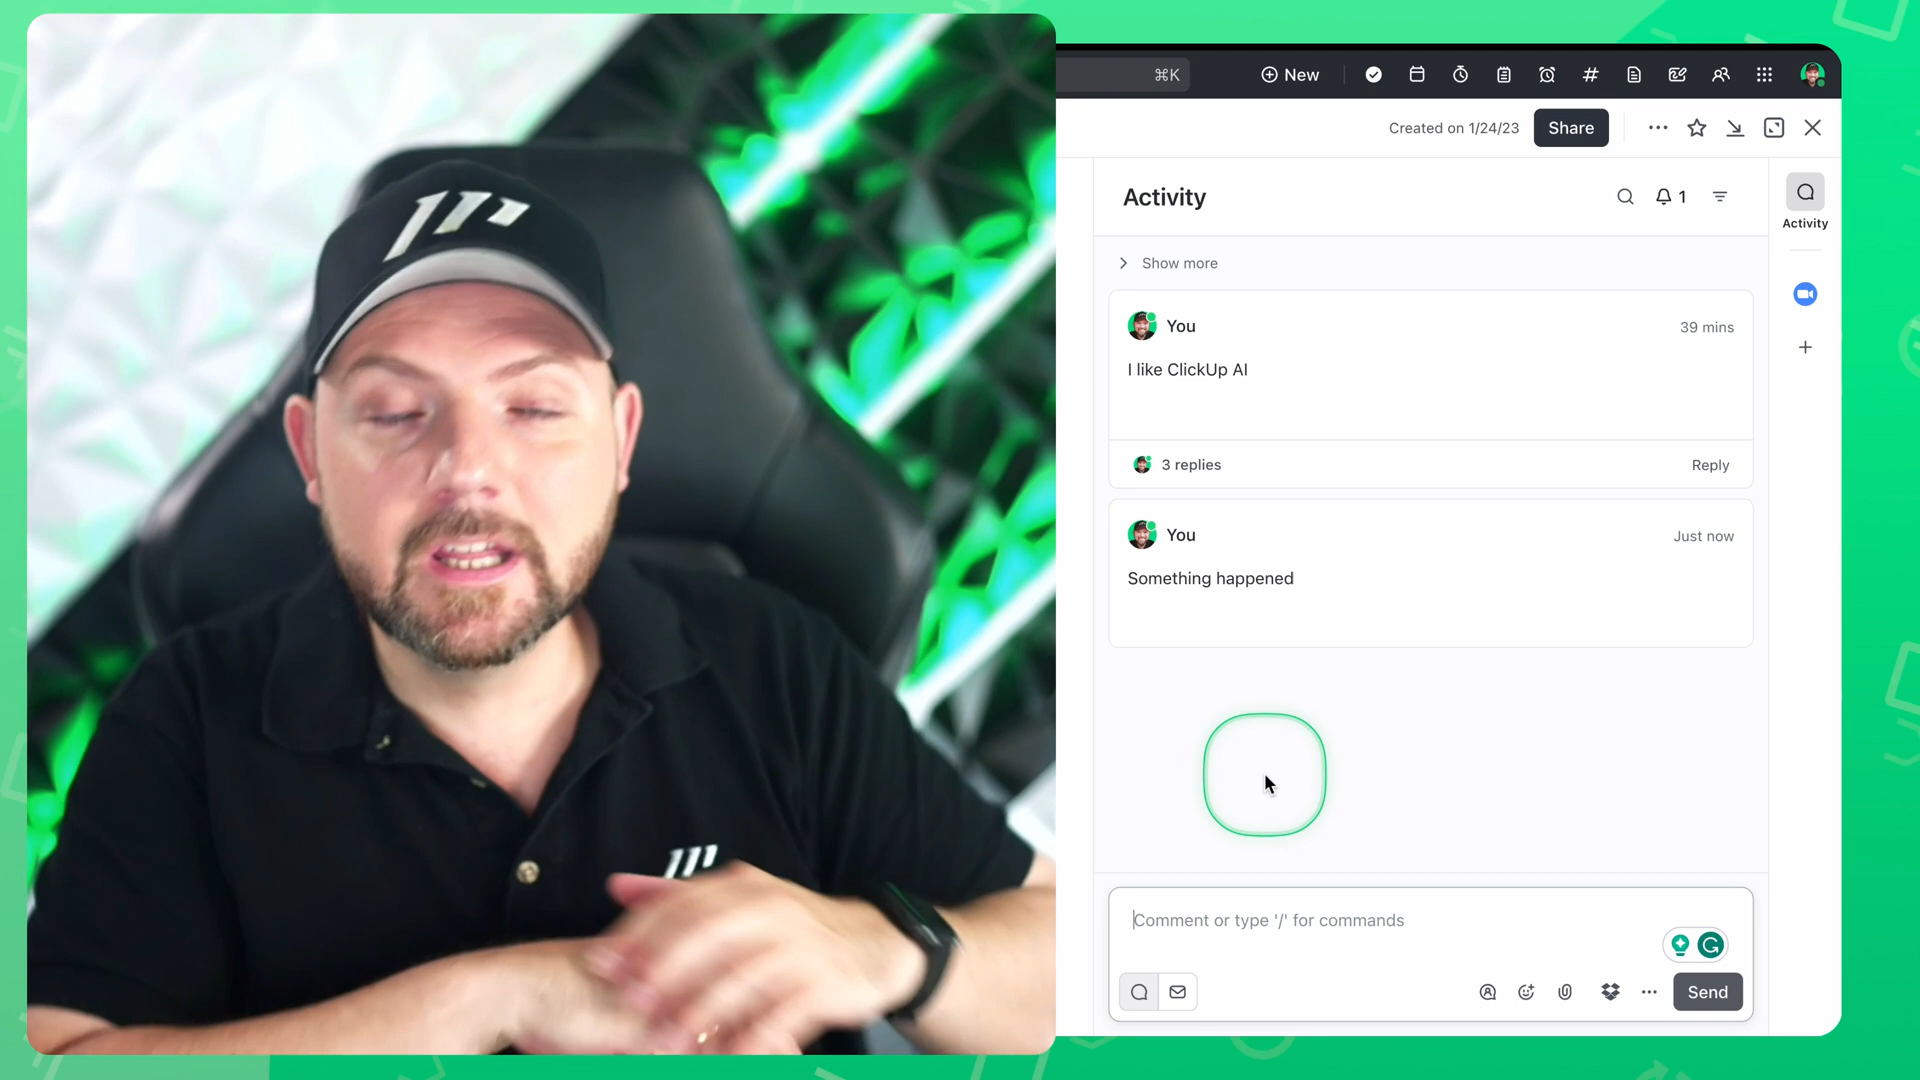 ⌘K
New
Created on 1/24/23
Share
Activity
1
Activity
Show more
You
39 mins
I like ClickUp AI
3 replies
Reply
You
Just now
Something happened
Comment or type '/' for commands
Send